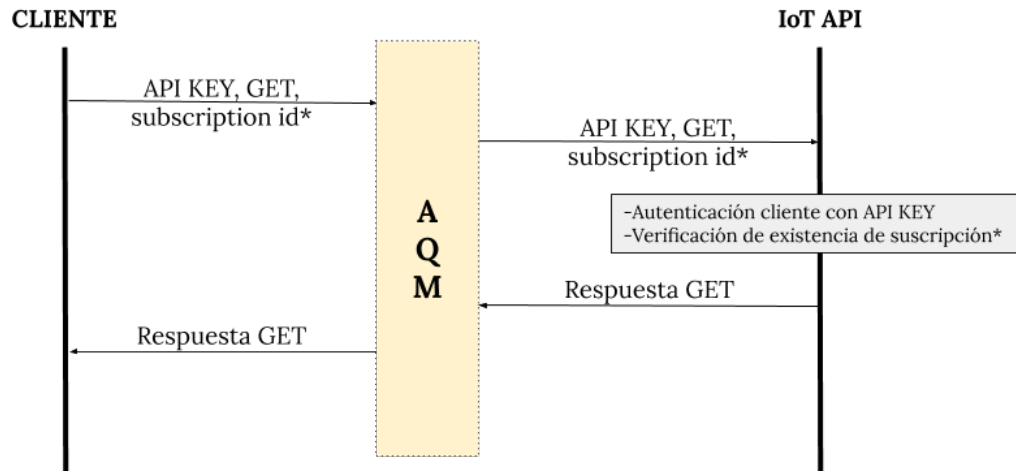 CLIENTE
IoT API
API KEY, GET,
subscription id*
API KEY, GET,
subscription id*
A
Q
M
-Autenticación cliente con API KEY
-Verificación de existencia de suscripción*
Respuesta GET
Respuesta GET